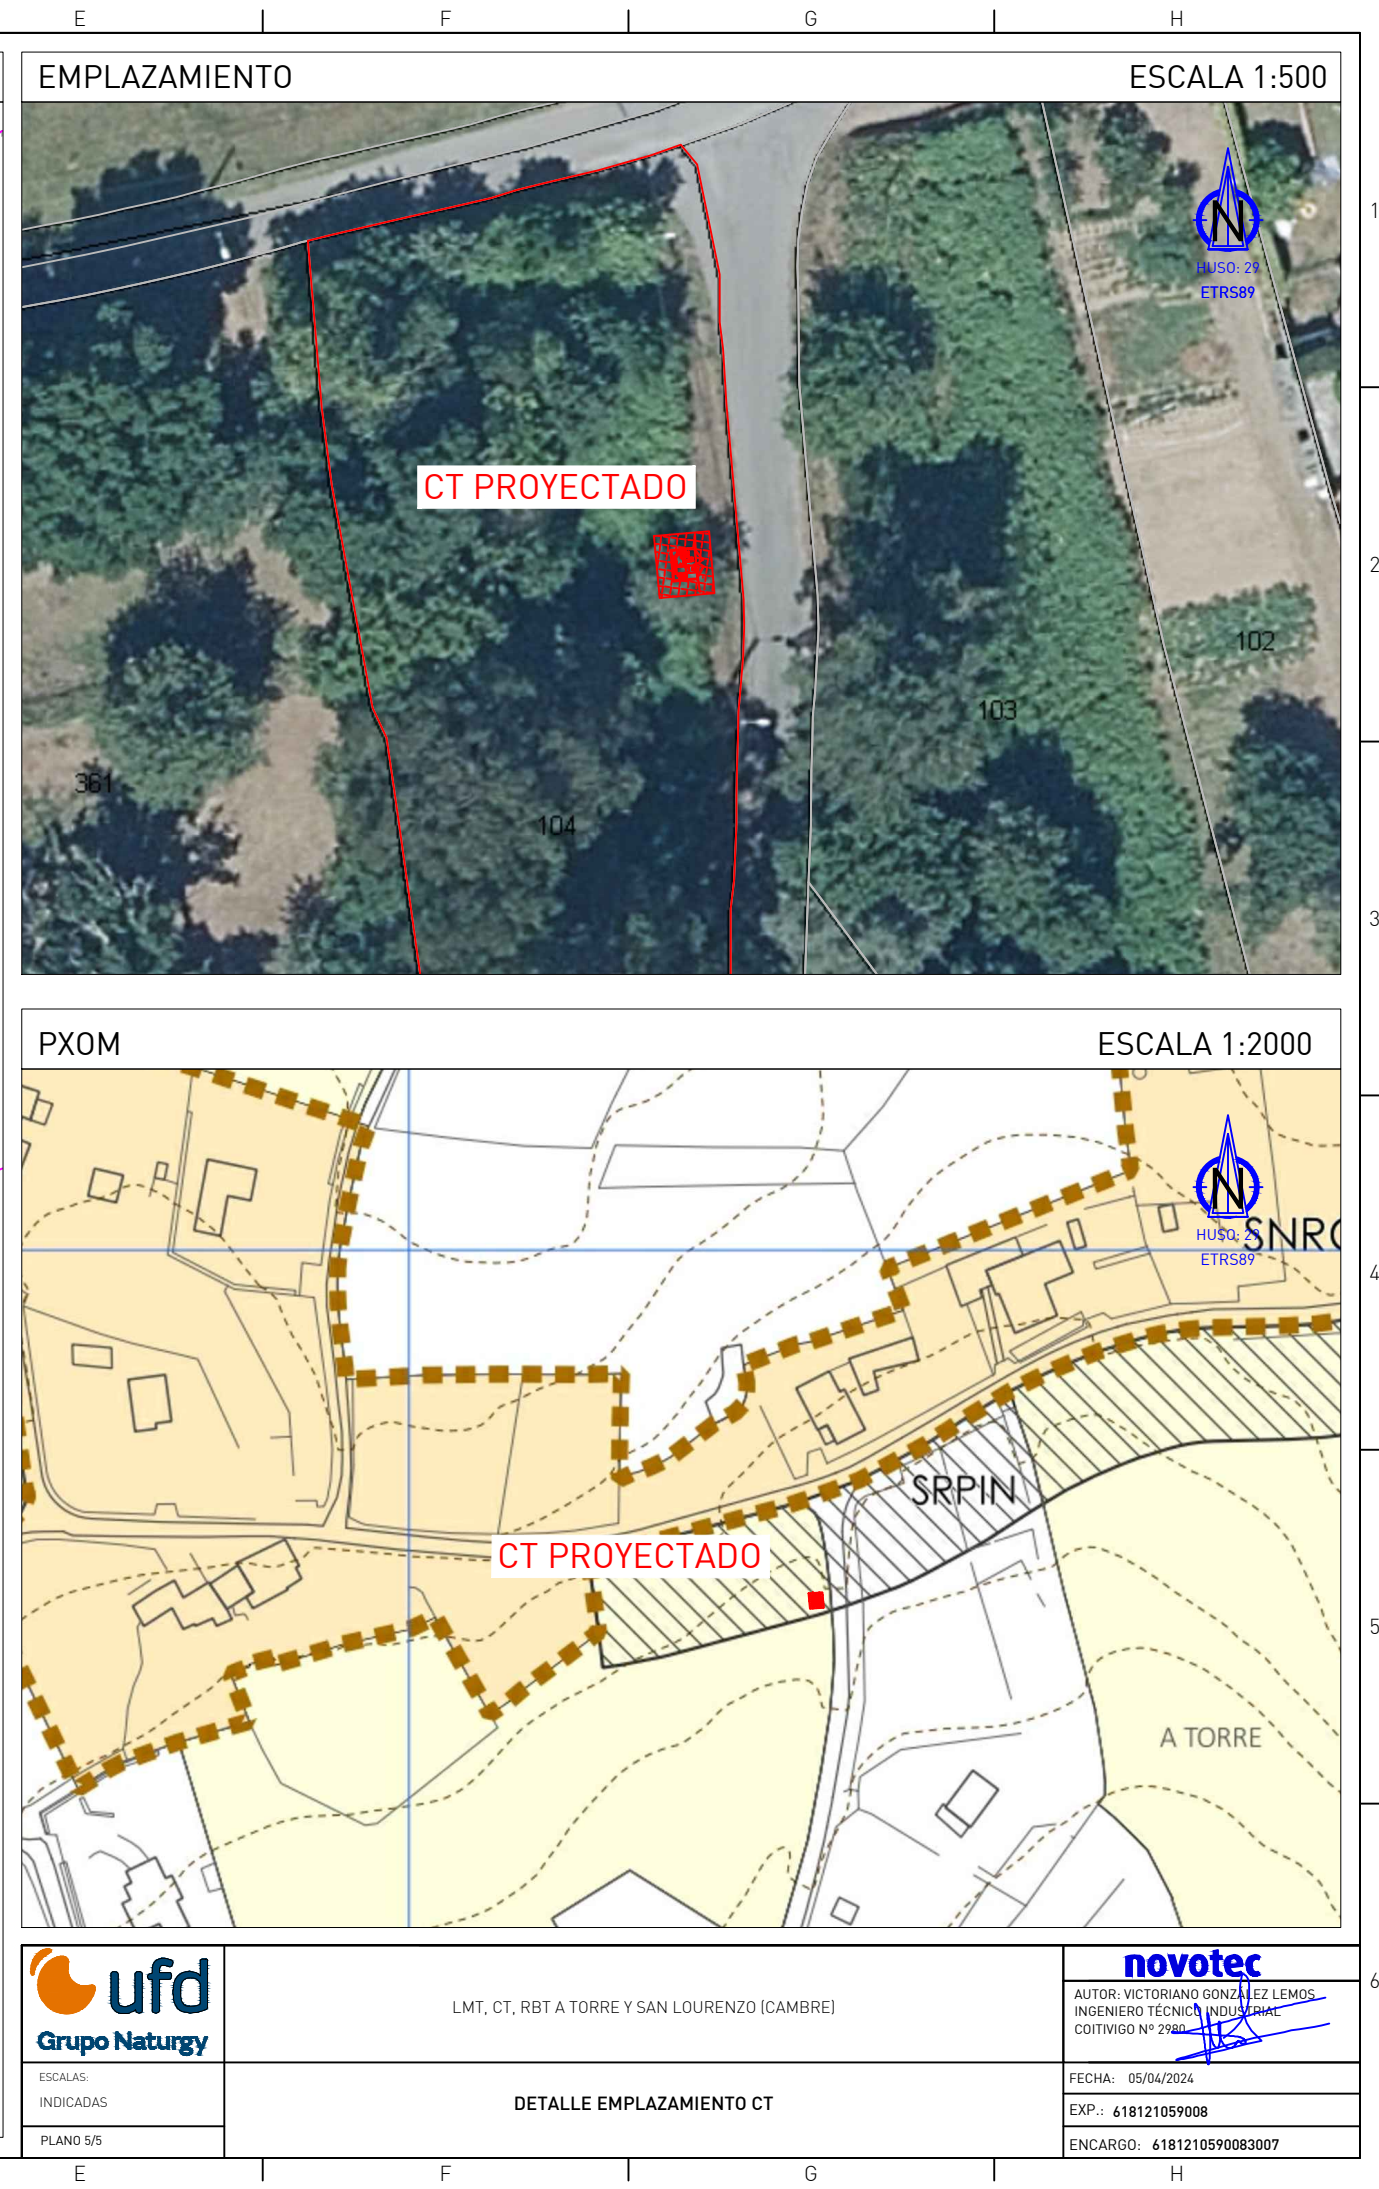 E F G H
EMPLAZAMIENTO ESCALA 1:500
N
HUSO: 29
ETRS89
1
CT PROYECTADO
2
102
103
361
104
3
PXOM ESCALA 1:2000
N
HUSO: 29
ETRS89
SNRC
4
SRPIN
CT PROYECTADO
5
A TORRE
6
ufd
Grupo Naturgy
LMT, CT, RBT A TORRE Y SAN LOURENZO (CAMBRE)
novotec
AUTOR: VICTORIANO GONZÁLEZ LEMOS
INGENIERO TÉCNICO INDUSTRIAL
COITIVIGO Nº 2980
ESCALAS:
INDICADAS
DETALLE EMPLAZAMIENTO CT
FECHA: 05/04/2024
EXP.: 618121059008
PLANO 5/5
ENCARGO: 6181210590083007
E F G H